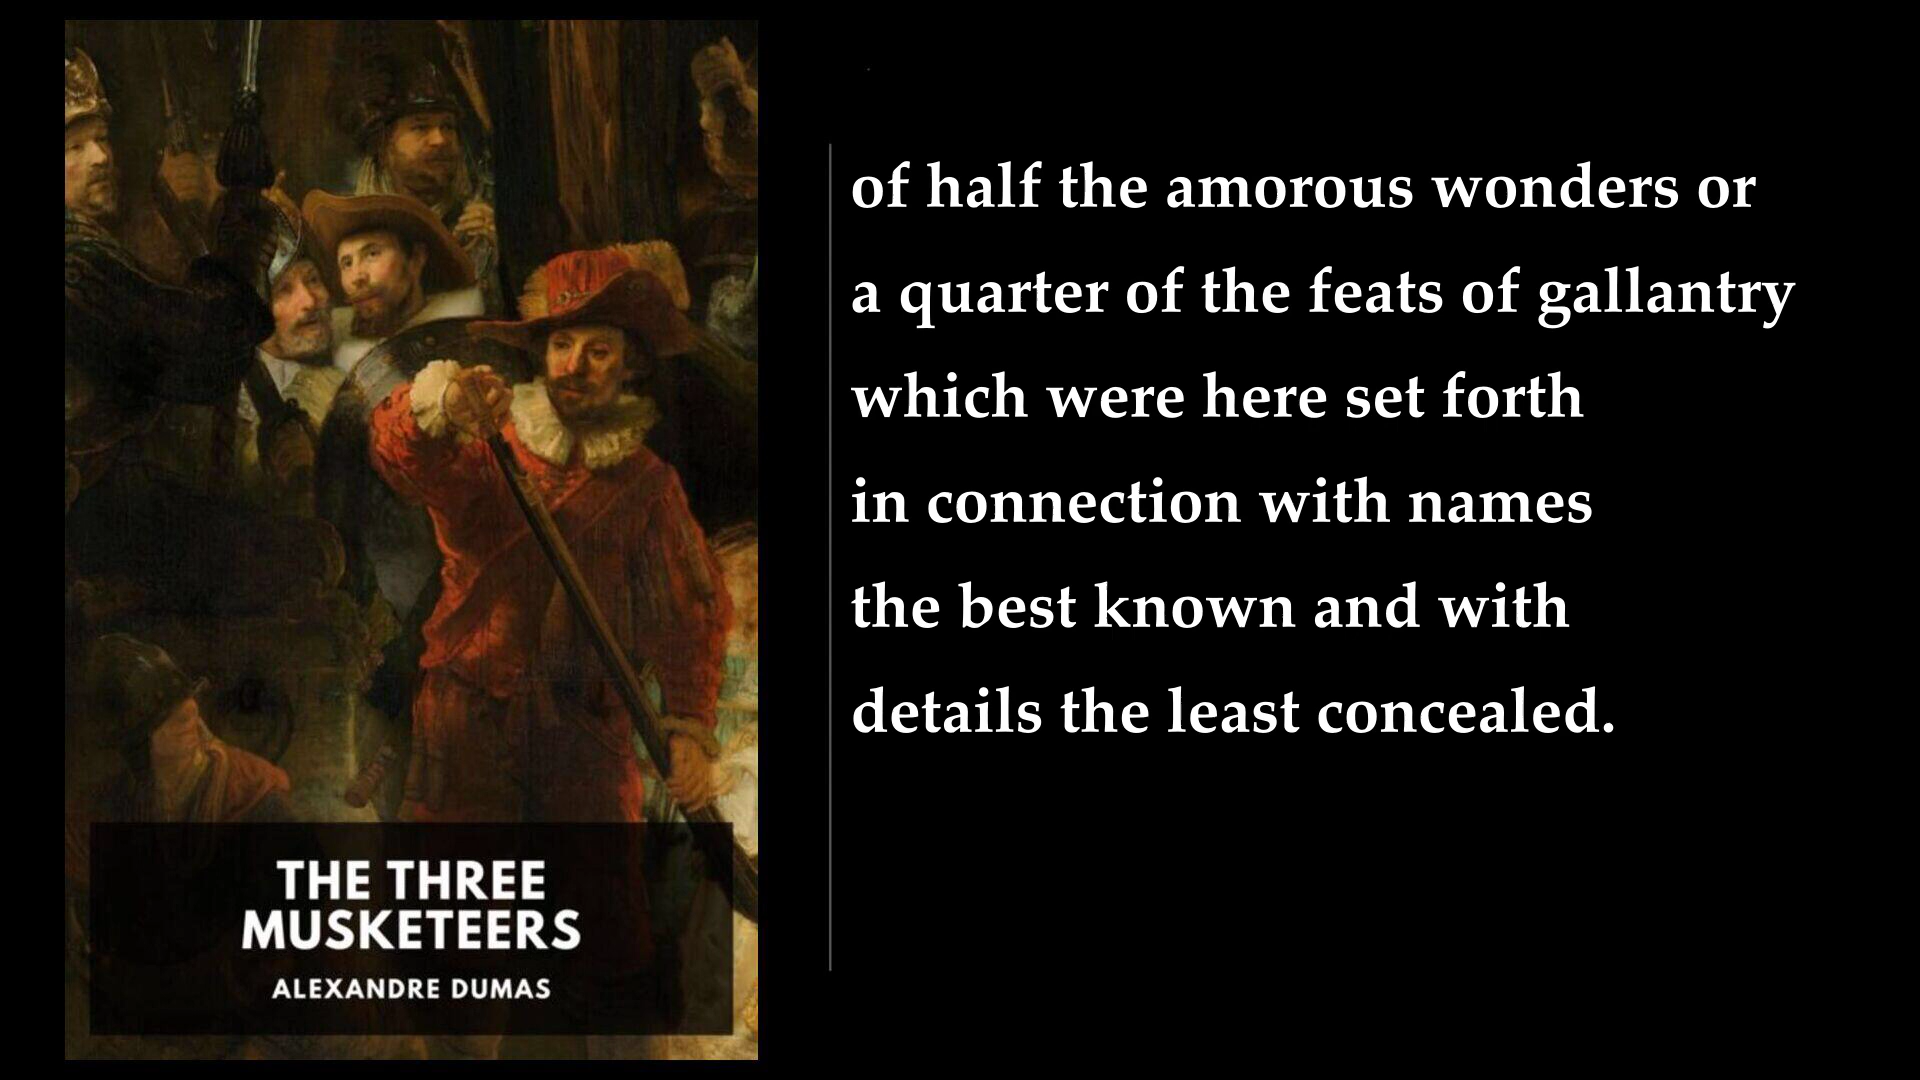 THE THREE
MUSKETEERS
ALEXANDRE DUMAS
of half the amorous wonders or
a quarter of the feats of gallantry
which were here set forth
in connection with names
the best known and with
details the least concealed.